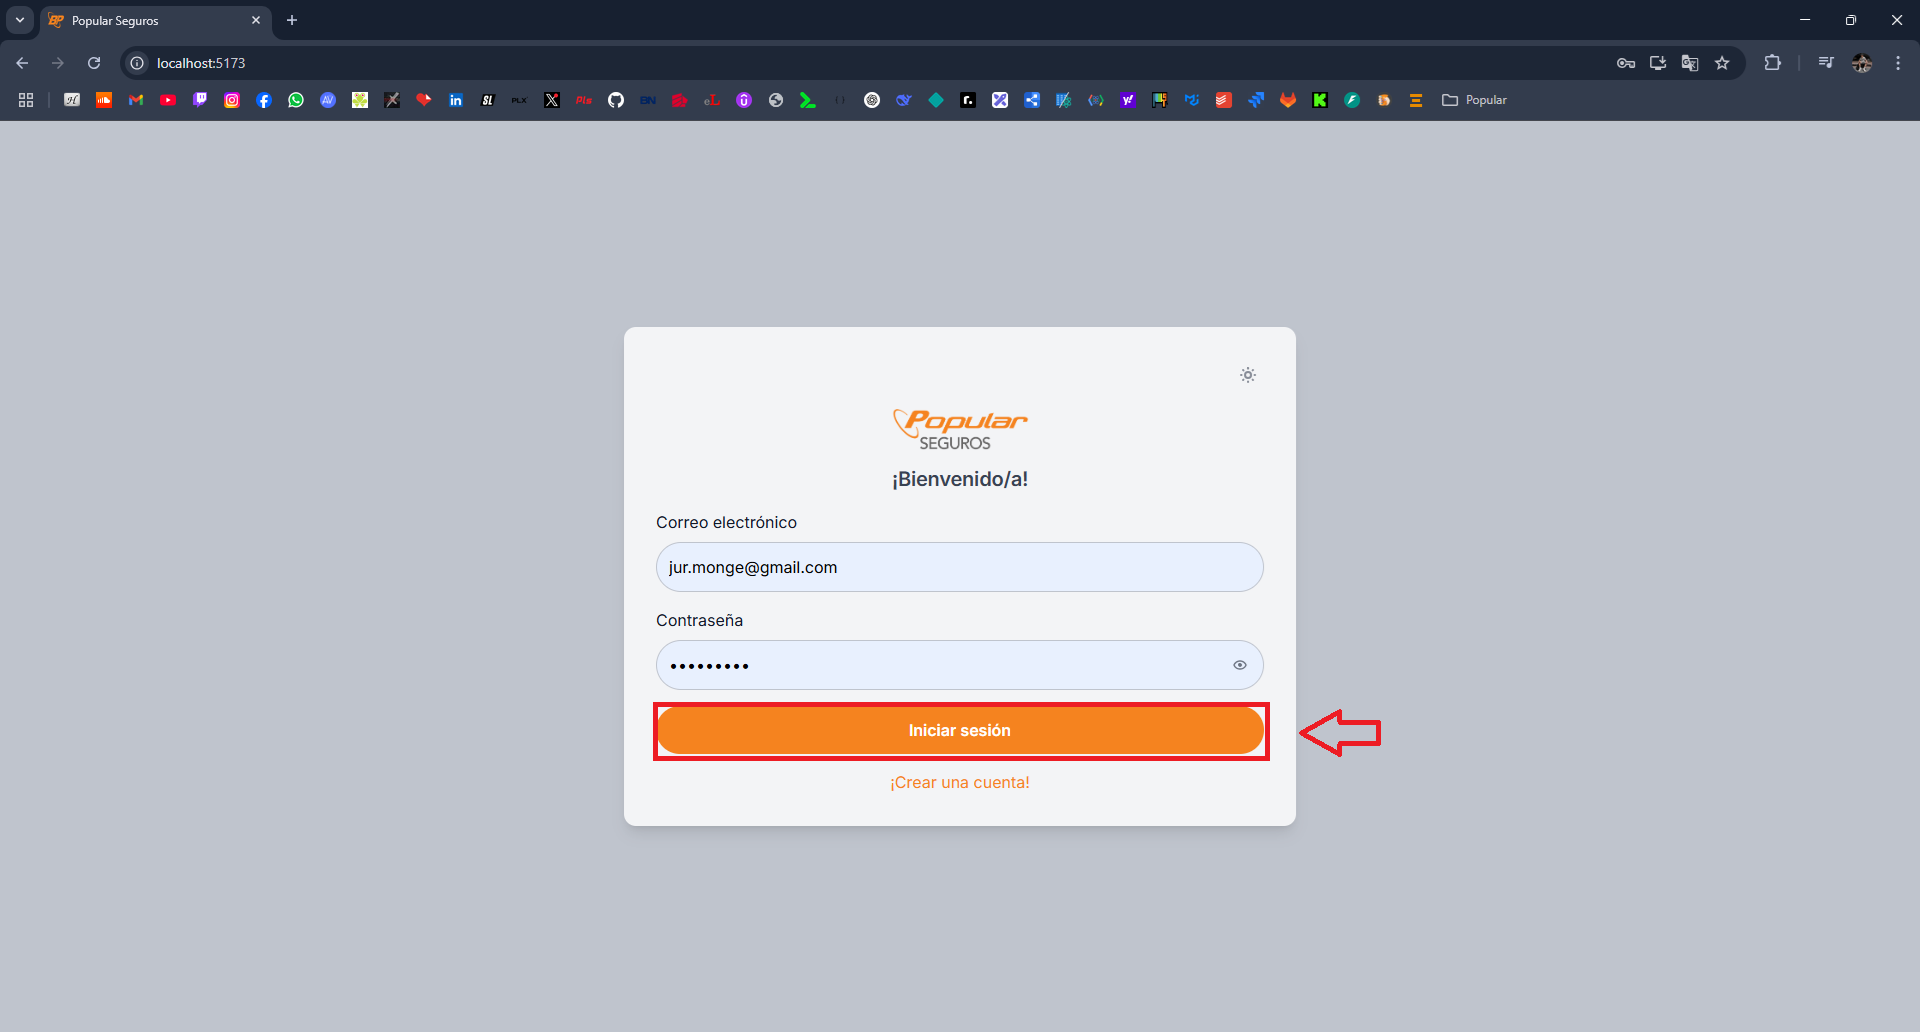 Popular Seguros
localhost:5173
Popular
Popular
SEGUROS
¡Bienvenido/a!
Correo electrónico
jur.monge@gmail.com
Contraseña
Iniciar sesión
¡Crear una cuenta!